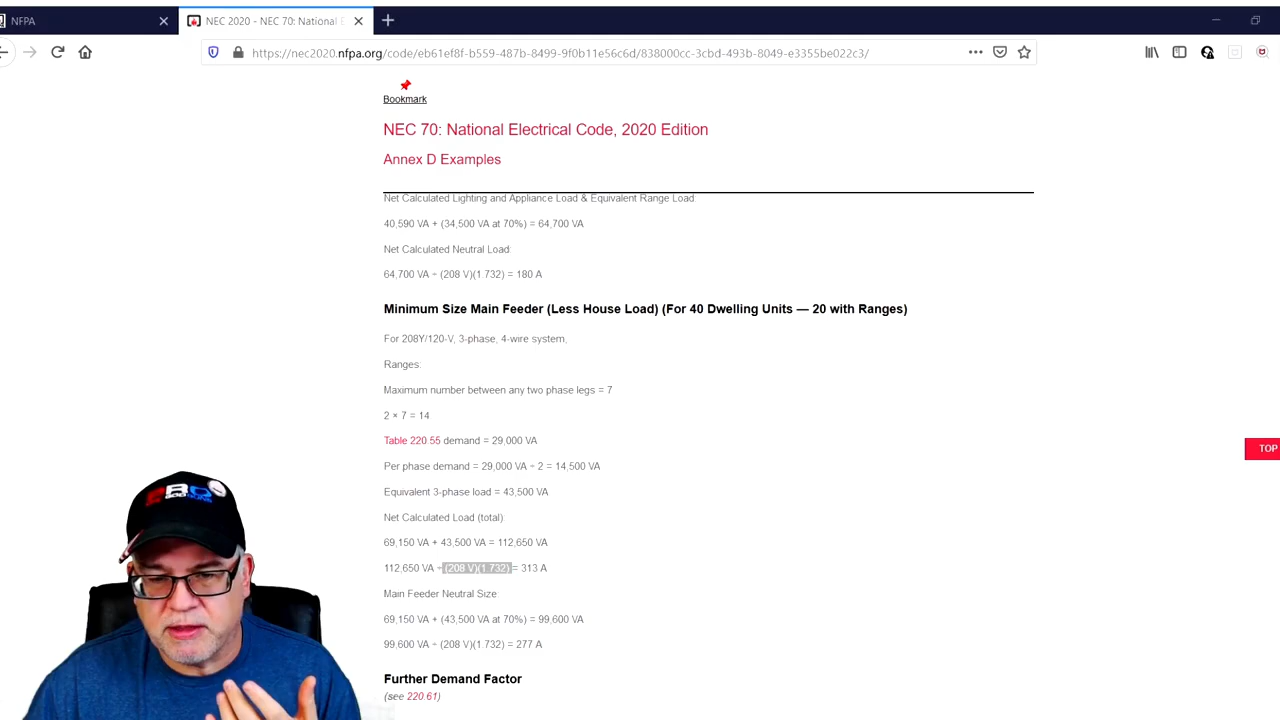 NFPA
NEC 2020 - NEC 70: National E
https://nec2020.nfpa.org/code/eb61ef8f-b559-487b-8499-9f0b11e56c6d/838000cc-3cbd-493b-8049-e3355be022c3/
Bookmark
NEC 70: National Electrical Code, 2020 Edition
Annex D Examples
Net Calculated Lighting and Appliance Load & Equivalent Range Load:
40,590 VA + (34,500 VA at 70%) = 64,700 VA
Net Calculated Neutral Load:
64,700 VA ÷ (208 V)(1.732) = 180 A
Minimum Size Main Feeder (Less House Load) (For 40 Dwelling Units — 20 with Ranges)
For 208Y/120-V, 3-phase, 4-wire system,
Ranges:
Maximum number between any two phase legs = 7
2 × 7 = 14
Table 220.55 demand = 29,000 VA
Per phase demand = 29,000 VA ÷ 2 = 14,500 VA
Equivalent 3-phase load = 43,500 VA
TOP
Net Calculated Load (total):
69,150 VA + 43,500 VA = 112,650 VA
112,650 VA ÷ (208 V)(1.732) = 313 A
Main Feeder Neutral Size:
69,150 VA + (43,500 VA at 70%) = 99,600 VA
99,600 VA ÷ (208 V)(1.732) = 277 A
Further Demand Factor
(see 220.61)